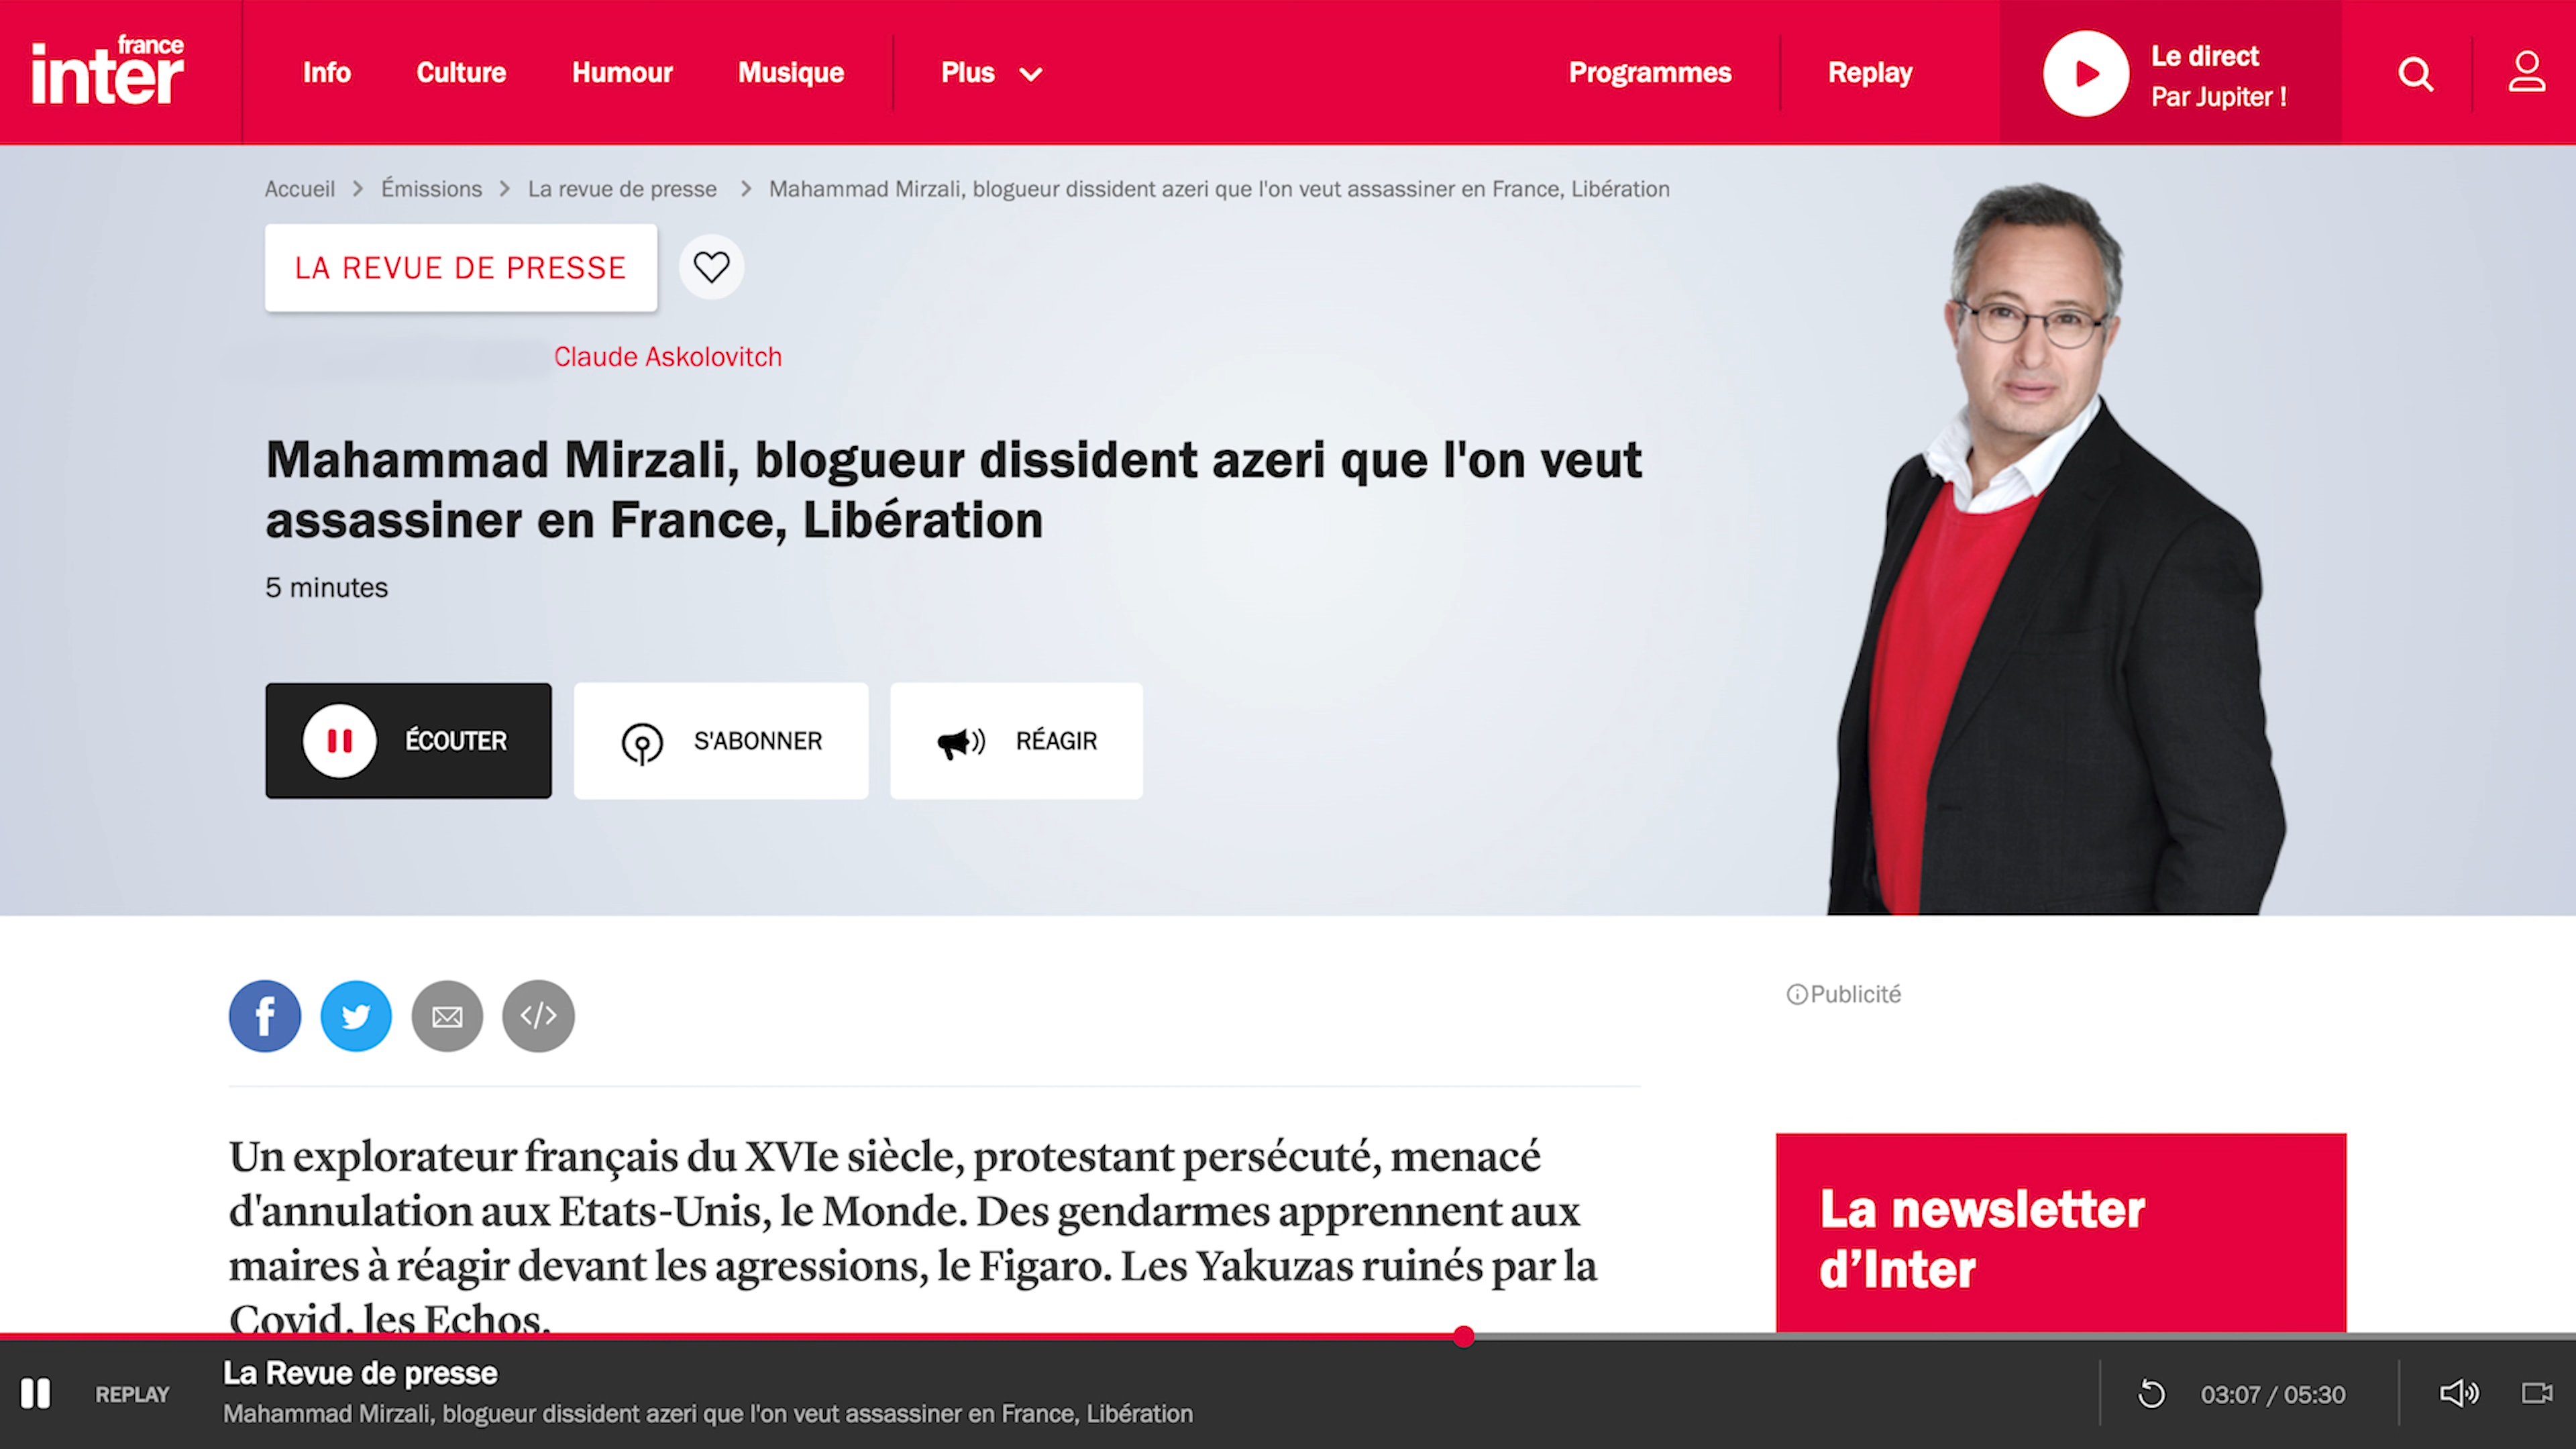 france
inter
Info Culture Humour Musique Plus Programmes Replay
Le direct
Par Jupiter !
Accueil > Émissions > La revue de presse > Mahammad Mirzali, blogueur dissident azeri que l'on veut assassiner en France, Libération
LA REVUE DE PRESSE
Claude Askolovitch
Mahammad Mirzali, blogueur dissident azeri que l'on veut
assassiner en France, Libération
5 minutes
ÉCOUTER S'ABONNER RÉAGIR
Publicité
Un explorateur français du XVIe siècle, protestant persécuté, menacé
d'annulation aux Etats-Unis, le Monde. Des gendarmes apprennent aux
maires à réagir devant les agressions, le Figaro. Les Yakuzas ruinés par la
Covid, les Echos.
La newsletter
d’Inter
REPLAY
La Revue de presse
Mahammad Mirzali, blogueur dissident azeri que l'on veut assassiner en France, Libération
03:07 / 05:30